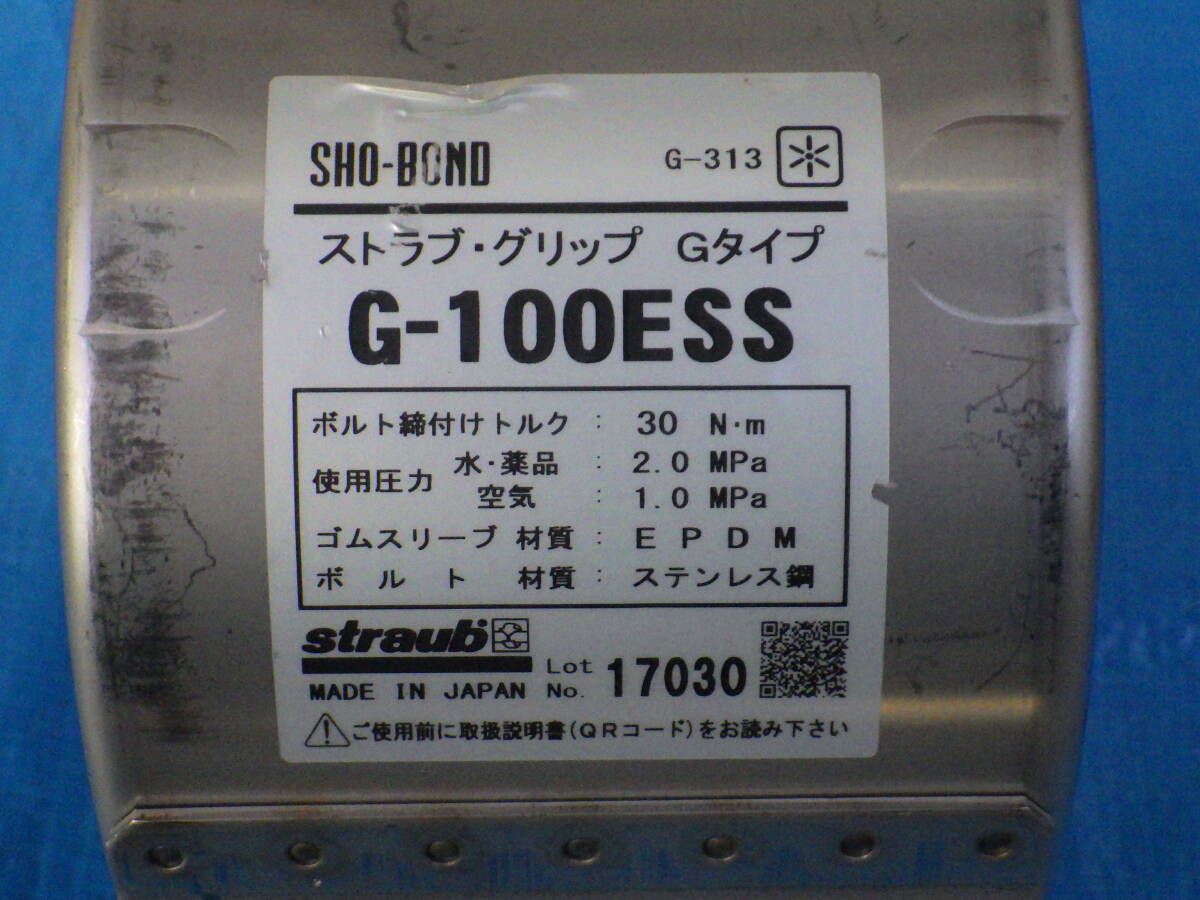 SHO-BOND G-313
ストラブ・グリップ Gタイプ
G-100ESS
ボルト締付けトルク : 30 N・m
使用圧力 水・薬品 : 2.0 MPa
空気 : 1.0 MPa
ゴムスリーブ 材質 : EPDM
ボルト 材質 : ステンレス鋼
straub
MADE IN JAPAN Lot No. 17030
⚠ご使用前に取扱説明書(QRコード)をお読み下さい